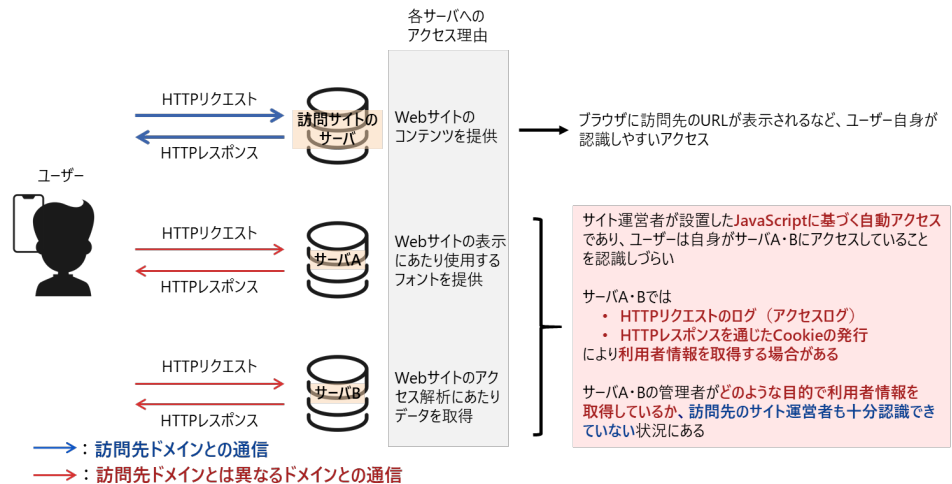 各サーバへの
アクセス理由
HTTPリクエスト
訪問サイトの
サーバ
HTTPレスポンス
Webサイトの
コンテンツを提供
ブラウザに訪問先のURLが表示されるなど、ユーザー自身が
認識しやすいアクセス
ユーザー
HTTPリクエスト
サーバA
HTTPレスポンス
Webサイトの表示
にあたり使用する
フォントを提供
HTTPリクエスト
サーバB
HTTPレスポンス
Webサイトのアク
セス解析にあたり
データを取得
サイト運営者が設置したJavaScriptに基づく自動アクセス
であり、ユーザーは自身がサーバA・Bにアクセスしていること
を認識しづらい
サーバA・Bでは
• HTTPリクエストのログ（アクセスログ）
• HTTPレスポンスを通じたCookieの発行
により利用者情報を取得する場合がある
サーバA・Bの管理者がどのような目的で利用者情報を
取得しているか、訪問先のサイト運営者も十分認識でき
ていない状況にある
：訪問先ドメインとの通信
：訪問先ドメインとは異なるドメインとの通信